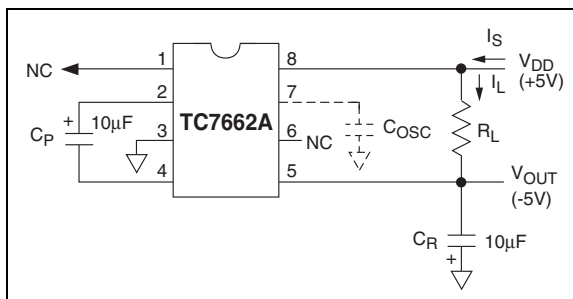 I_S
1 8 V_DD
NC (+5V)
I_L
2 7
+ 10μF TC7662A C_OSC R_L
C_P 3 6 NC
4 5 V_OUT
(-5V)
C_R 10μF
+